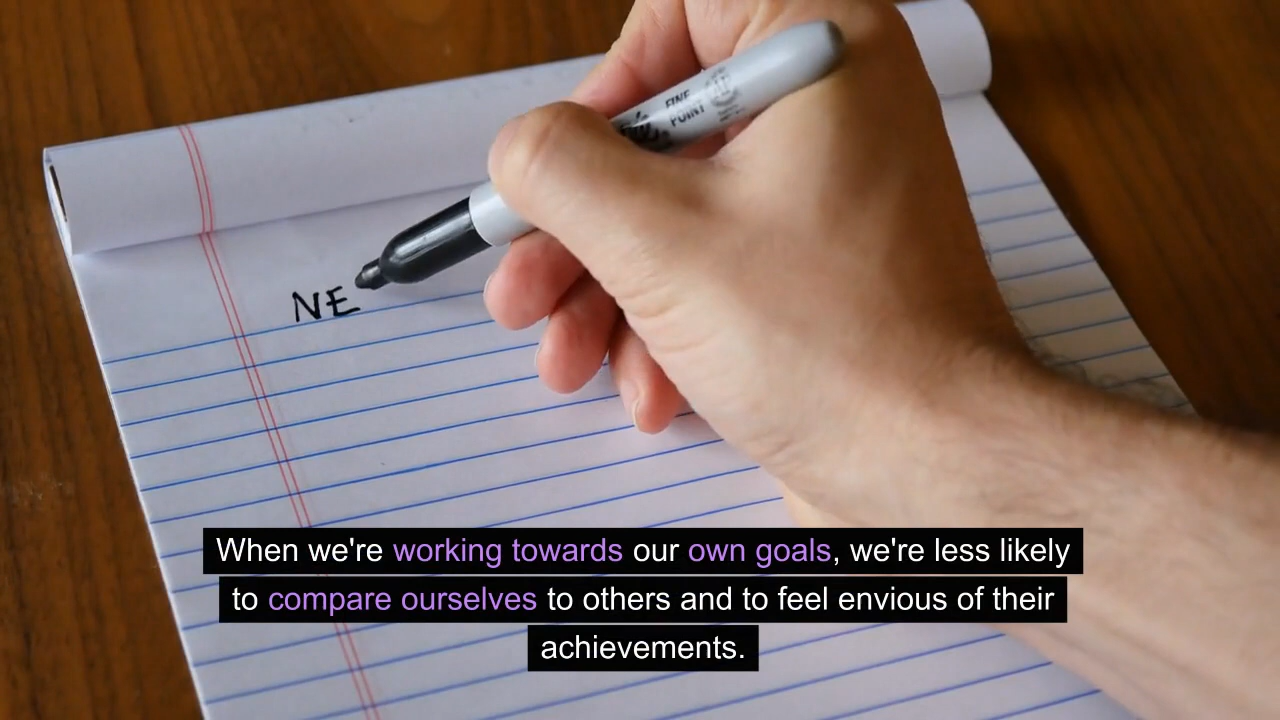 FINE
POINT
NE
When we're working towards our own goals, we're less likely
to compare ourselves to others and to feel envious of their
achievements.